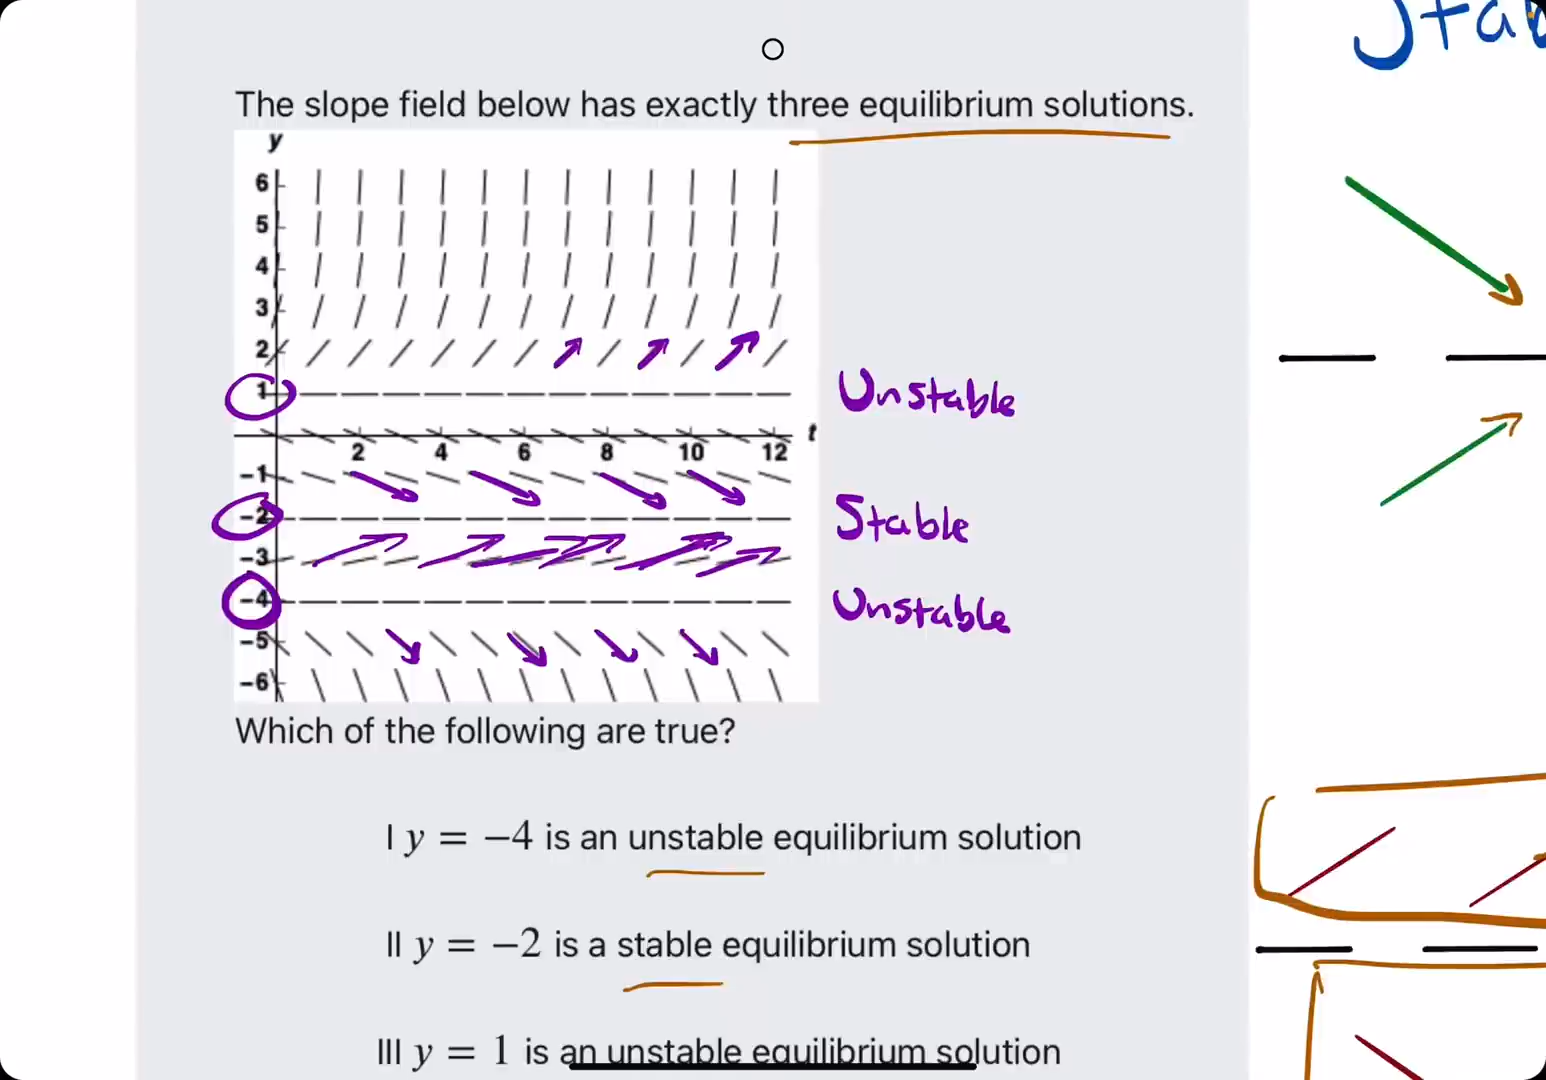 The slope field below has exactly three equilibrium solutions.
y
6
5
4
3
2
1 Unstable
t
2 4 6 8 10 12
-1
-2 Stable
-3
-4 Unstable
-5
-6
Which of the following are true?
I y = −4 is an unstable equilibrium solution
II y = −2 is a stable equilibrium solution
III y = 1 is an unstable equilibrium solution